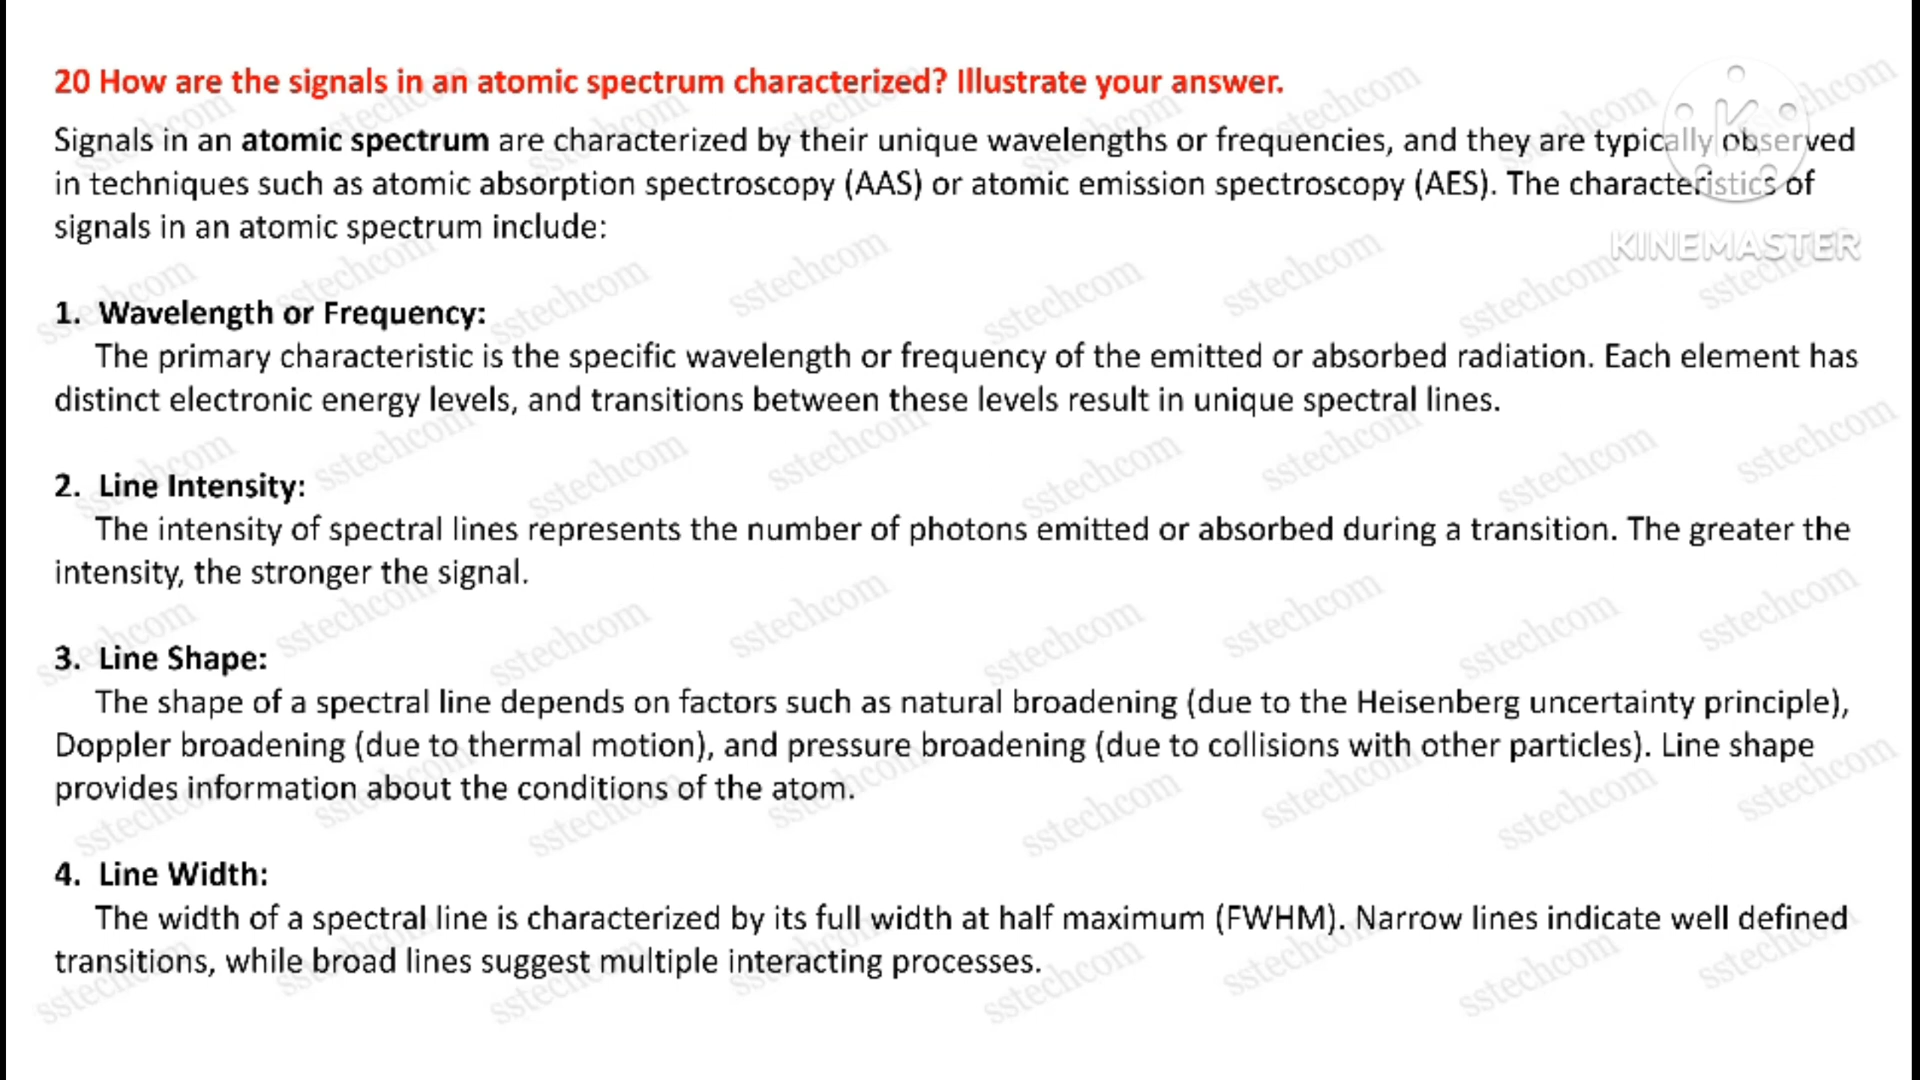 20 How are the signals in an atomic spectrum characterized? Illustrate your answer.
Signals in an atomic spectrum are characterized by their unique wavelengths or frequencies, and they are typically observed
in techniques such as atomic absorption spectroscopy (AAS) or atomic emission spectroscopy (AES). The characteristics of
signals in an atomic spectrum include:
KINEMASTER
1. Wavelength or Frequency:
The primary characteristic is the specific wavelength or frequency of the emitted or absorbed radiation. Each element has
distinct electronic energy levels, and transitions between these levels result in unique spectral lines.
2. Line Intensity:
The intensity of spectral lines represents the number of photons emitted or absorbed during a transition. The greater the
intensity, the stronger the signal.
3. Line Shape:
The shape of a spectral line depends on factors such as natural broadening (due to the Heisenberg uncertainty principle),
Doppler broadening (due to thermal motion), and pressure broadening (due to collisions with other particles). Line shape
provides information about the conditions of the atom.
4. Line Width:
The width of a spectral line is characterized by its full width at half maximum (FWHM). Narrow lines indicate well defined
transitions, while broad lines suggest multiple interacting processes.
sstechcom